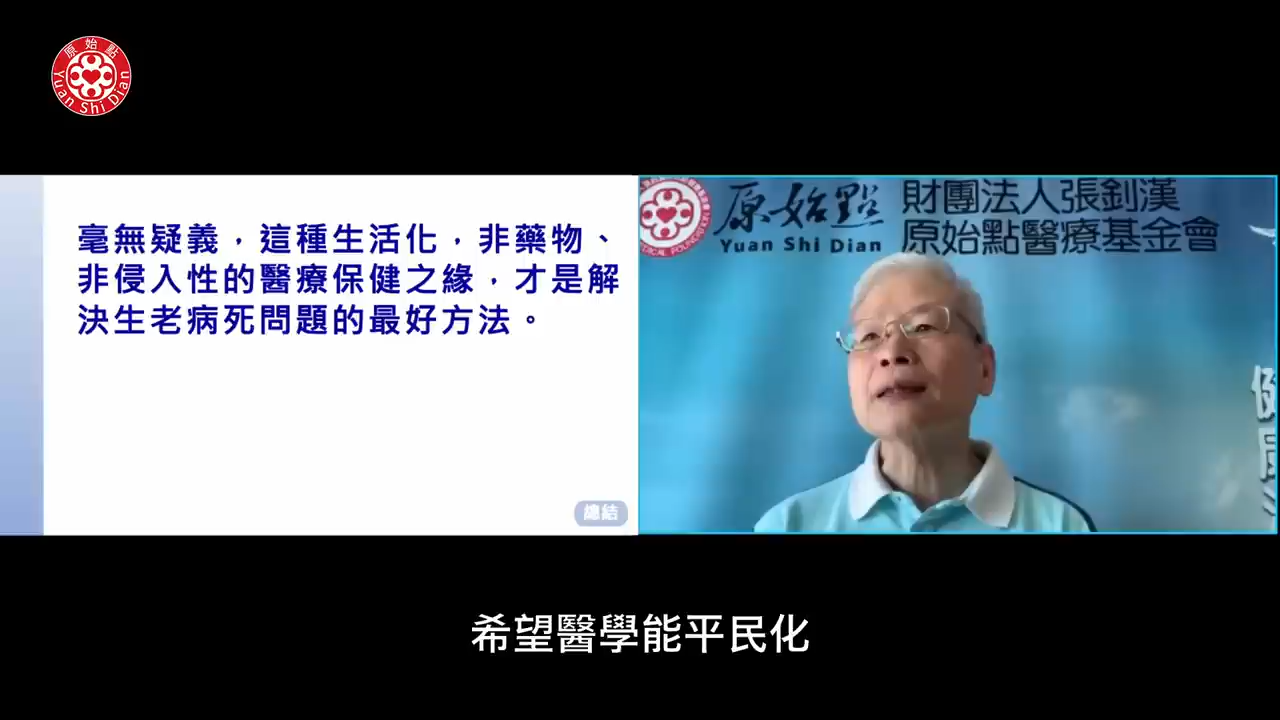 原始點
Yuan Shi Dian
毫無疑義，這種生活化，非藥物、
非侵入性的醫療保健之緣，才是解
決生老病死問題的最好方法。
總結
原始點
Yuan Shi Dian
財團法人張釗漢
原始點醫療基金會
希望醫學能平民化